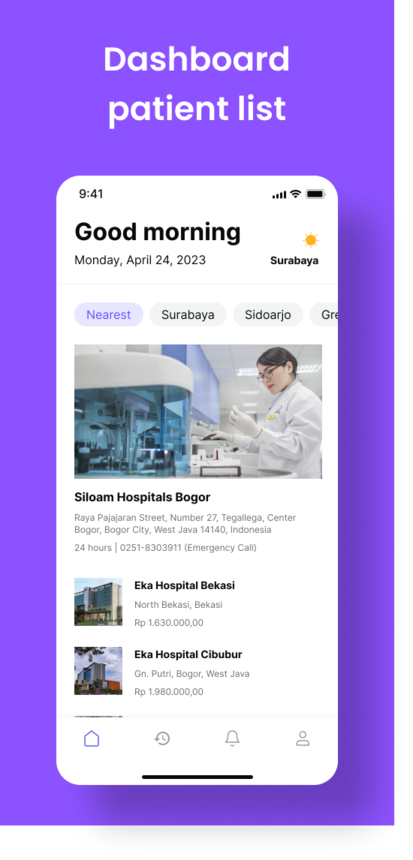 Dashboard
patient list
9:41
Good morning
Monday, April 24, 2023
Surabaya
Nearest
Surabaya
Sidoarjo
Gre
Siloam Hospitals Bogor
Raya Pajajaran Street, Number 27, Tegallega, Center
Bogor, Bogor City, West Java 14140, Indonesia
24 hours | 0251-8303911 (Emergency Call)
Eka Hospital Bekasi
North Bekasi, Bekasi
Rp 1.630.000,00
Eka Hospital Cibubur
Gn. Putri, Bogor, West Java
Rp 1.980.000,00